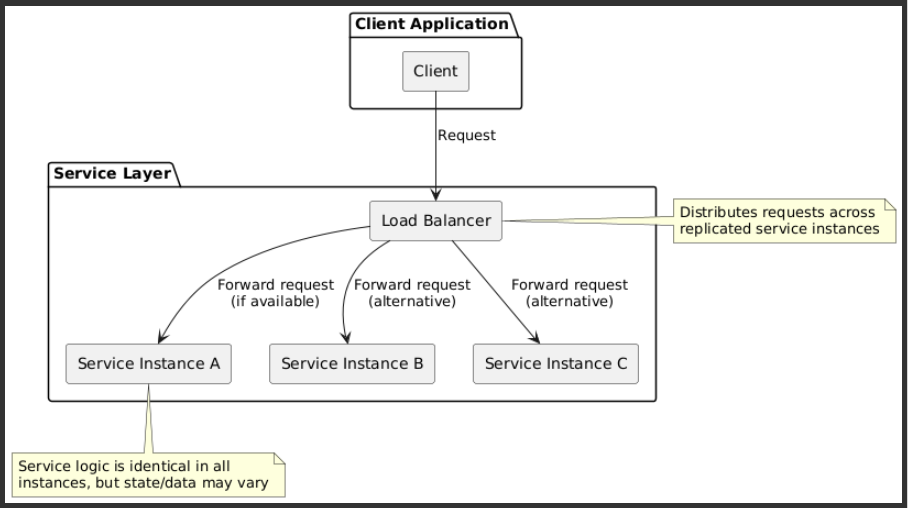 Client Application
Client
Request
Service Layer
Load Balancer
Distributes requests across
replicated service instances
Forward request
(if available)
Forward request
(alternative)
Forward request
(alternative)
Service Instance A
Service Instance B
Service Instance C
Service logic is identical in all
instances, but state/data may vary